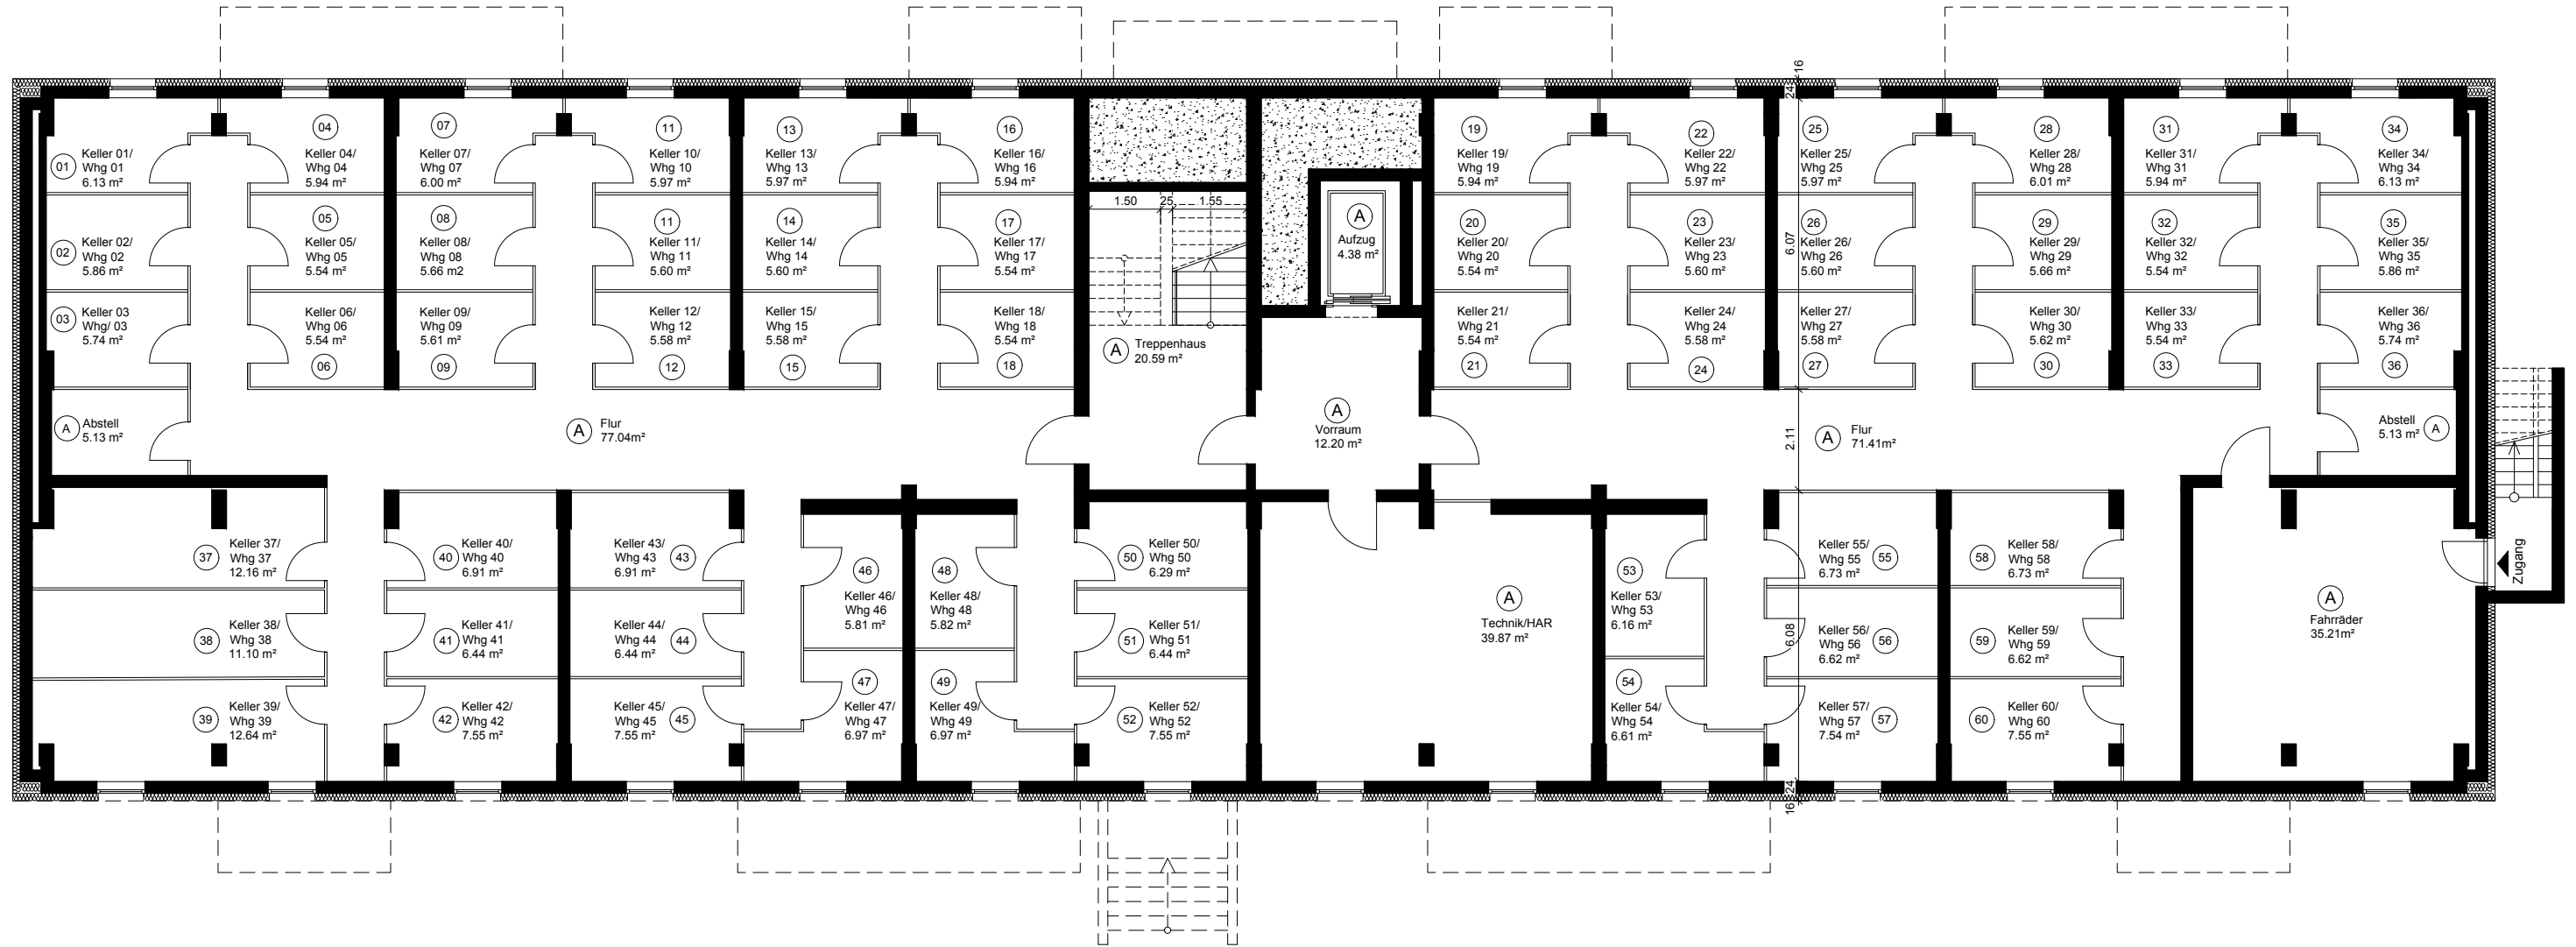 16
24
01
Keller 01/
Whg 01
6.13 m²
04
Keller 04/
Whg 04
5.94 m²
07
Keller 07/
Whg 07
6.00 m²
11
Keller 10/
Whg 10
5.97 m²
13
Keller 13/
Whg 13
5.97 m²
16
Keller 16/
Whg 16
5.94 m²
19
Keller 19/
Whg 19
5.94 m²
22
Keller 22/
Whg 22
5.97 m²
25
Keller 25/
Whg 25
5.97 m²
28
Keller 28/
Whg 28
6.01 m²
31
Keller 31/
Whg 31
5.94 m²
34
Keller 34/
Whg 34
6.13 m²
02
Keller 02/
Whg 02
5.86 m²
05
Keller 05/
Whg 05
5.54 m²
08
Keller 08/
Whg 08
5.66 m2
11
Keller 11/
Whg 11
5.60 m²
14
Keller 14/
Whg 14
5.60 m²
17
Keller 17/
Whg 17
5.54 m²
1.50
25
1.55
A
Aufzug
4.38 m²
20
Keller 20/
Whg 20
5.54 m²
23
Keller 23/
Whg 23
5.60 m²
6.07
26
Keller 26/
Whg 26
5.60 m²
29
Keller 29/
Whg 29
5.66 m²
32
Keller 32/
Whg 32
5.54 m²
35
Keller 35/
Whg 35
5.86 m²
03
Keller 03
Whg/ 03
5.74 m²
Keller 06/
Whg 06
5.54 m²
06
Keller 09/
Whg 09
5.61 m²
09
Keller 12/
Whg 12
5.58 m²
12
Keller 15/
Whg 15
5.58 m²
15
Keller 18/
Whg 18
5.54 m²
18
A
Treppenhaus
20.59 m²
Keller 21/
Whg 21
5.54 m²
21
Keller 24/
Whg 24
5.58 m²
24
Keller 27/
Whg 27
5.58 m²
27
Keller 30/
Whg 30
5.62 m²
30
Keller 33/
Whg 33
5.54 m²
33
Keller 36/
Whg 36
5.74 m²
36
A
Abstell
5.13 m²
A
Flur
77.04m²
A
Vorraum
12.20 m²
2.11
A
Flur
71.41m²
Abstell
5.13 m²
A
37
Keller 37/
Whg 37
12.16 m²
40
Keller 40/
Whg 40
6.91 m²
Keller 43/
Whg 43
6.91 m²
43
46
Keller 46/
Whg 46
5.81 m²
48
Keller 48/
Whg 48
5.82 m²
50
Keller 50/
Whg 50
6.29 m²
A
Technik/HAR
39.87 m²
53
Keller 53/
Whg 53
6.16 m²
Keller 55/
Whg 55
6.73 m²
55
58
Keller 58/
Whg 58
6.73 m²
A
Fahrräder
35.21m²
Zugang
38
Keller 38/
Whg 38
11.10 m²
41
Keller 41/
Whg 41
6.44 m²
Keller 44/
Whg 44
6.44 m²
44
51
Keller 51/
Whg 51
6.44 m²
6.08
Keller 56/
Whg 56
6.62 m²
56
59
Keller 59/
Whg 59
6.62 m²
39
Keller 39/
Whg 39
12.64 m²
42
Keller 42/
Whg 42
7.55 m²
Keller 45/
Whg 45
7.55 m²
45
47
Keller 47/
Whg 47
6.97 m²
49
Keller 49/
Whg 49
6.97 m²
52
Keller 52/
Whg 52
7.55 m²
54
Keller 54/
Whg 54
6.61 m²
Keller 57/
Whg 57
7.54 m²
57
60
Keller 60/
Whg 60
7.55 m²
24
16